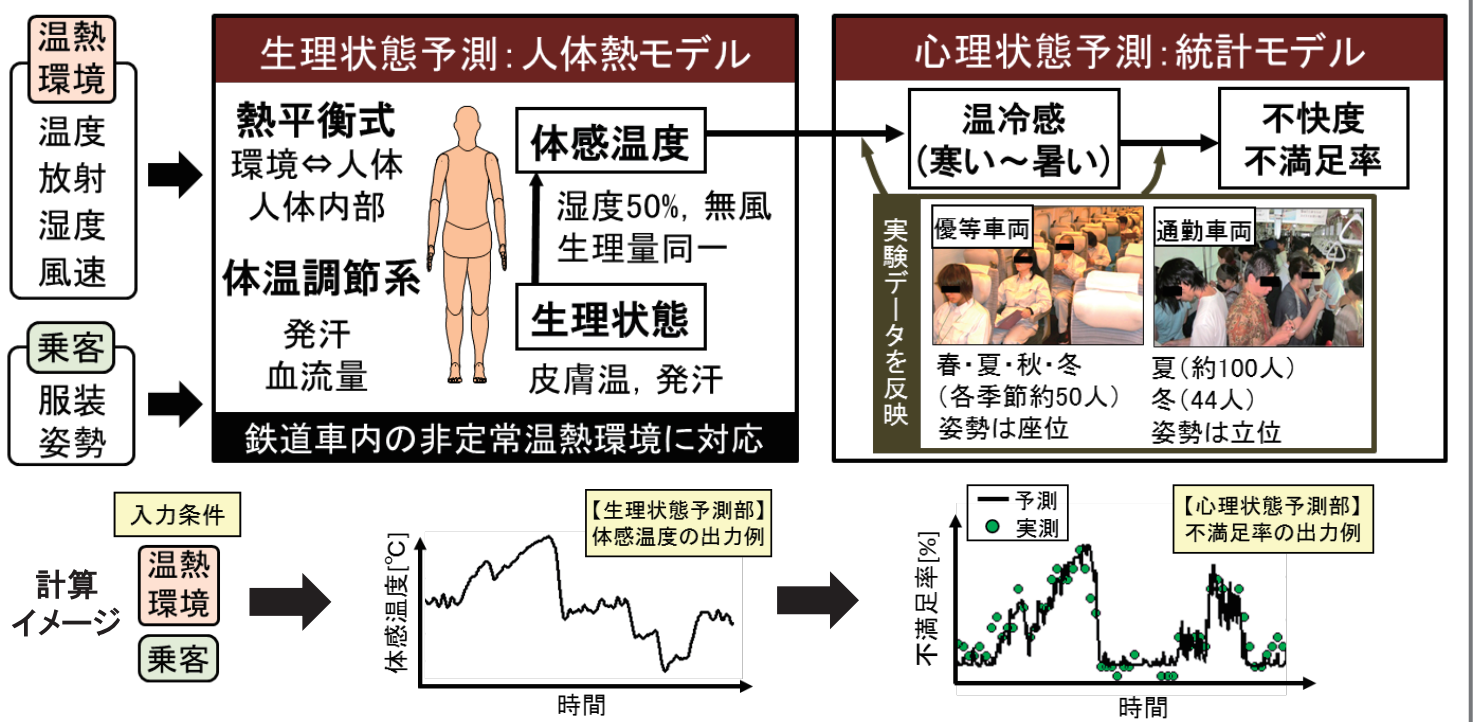 温熱
環境
温度
放射
湿度
風速
乗客
服装
姿勢
生理状態予測：人体熱モデル
熱平衡式
環境⇔人体
人体内部
体温調節系
発汗
血流量
体感温度
湿度50%，無風
生理量同一
生理状態
皮膚温，発汗
鉄道車内の非定常温熱環境に対応
心理状態予測：統計モデル
温冷感
(寒い～暑い)
不快度
不満足率
実験データを反映
優等車両
春・夏・秋・冬
(各季節約50人)
姿勢は座位
通勤車両
夏(約100人)
冬(44人)
姿勢は立位
計算
イメージ
入力条件
温熱
環境
乗客
【生理状態予測部】
体感温度の出力例
体感温度[℃]
時間
予測
実測
【心理状態予測部】
不満足率の出力例
不満足率[%]
時間